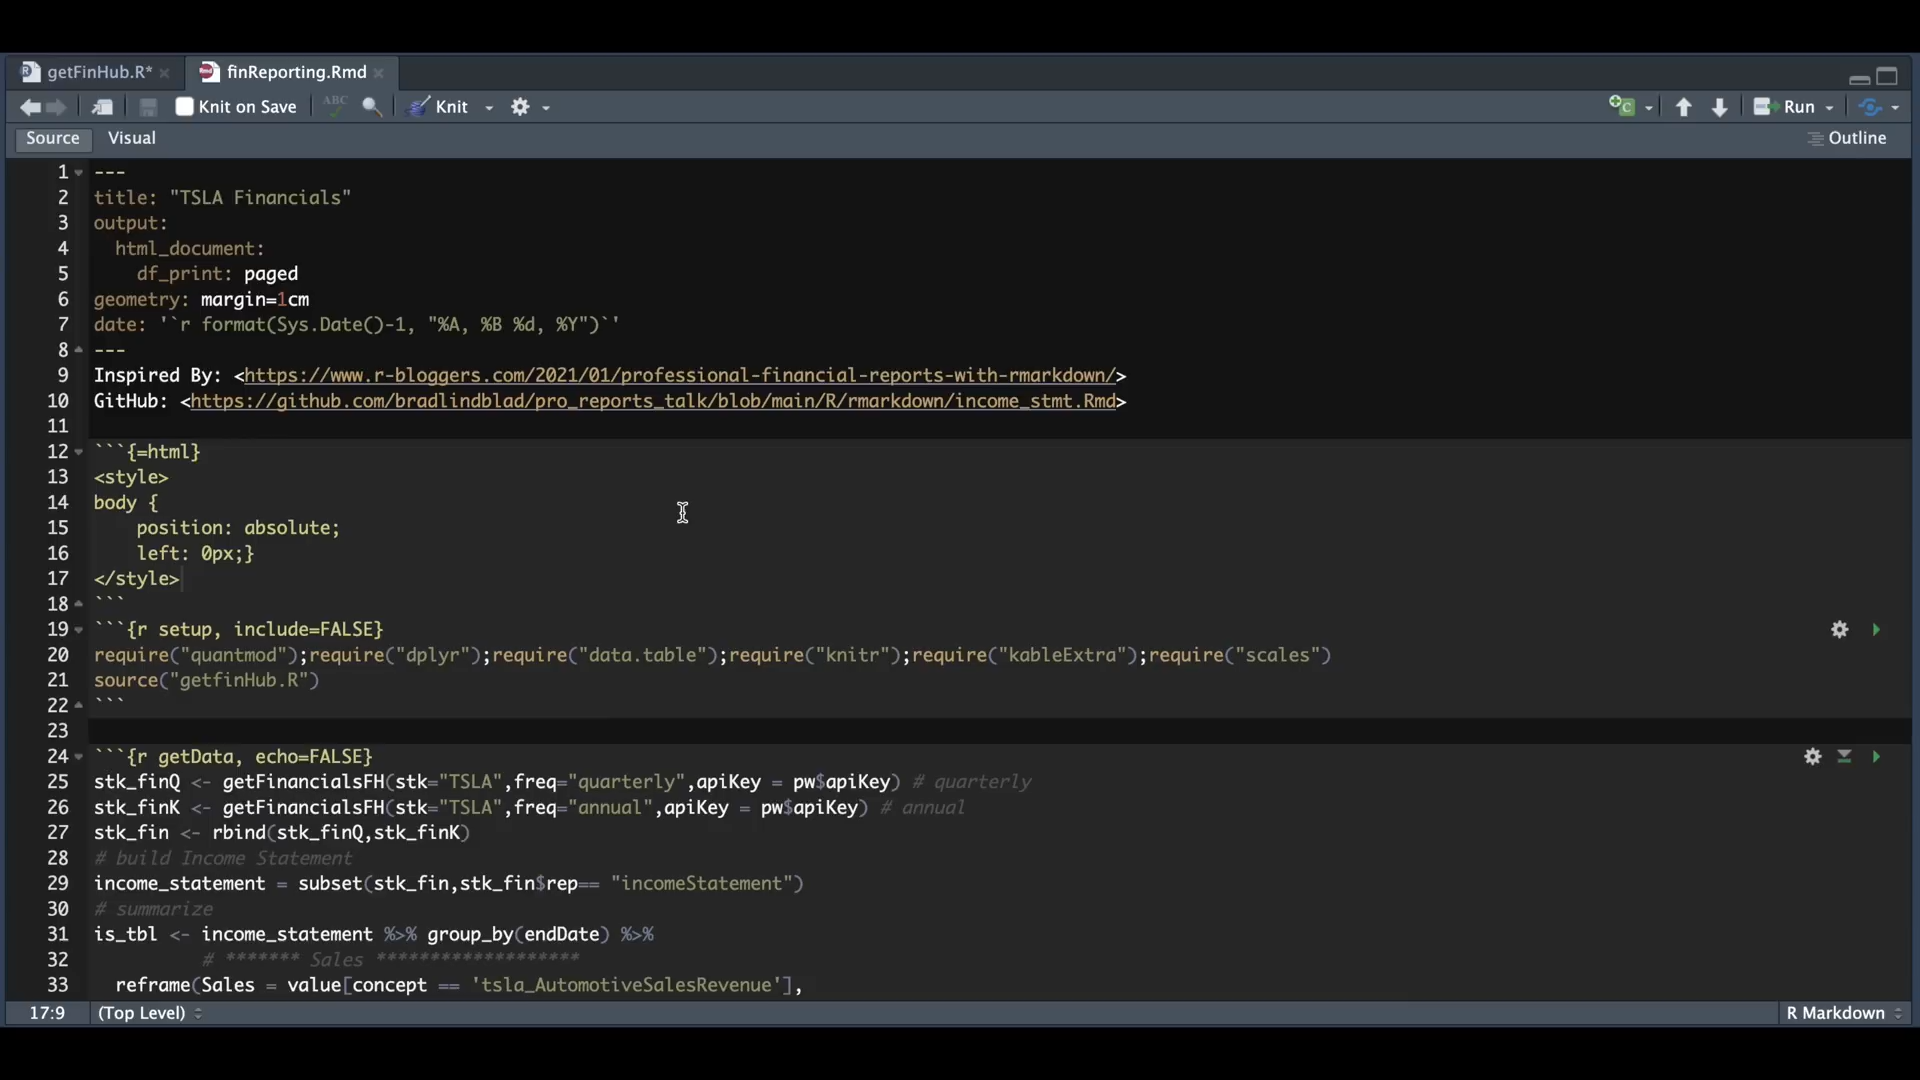 getFinHub.R*
finReporting.Rmd
Knit on Save
ABC
Knit
Run
Source
Visual
Outline
1 ---
2 title: "TSLA Financials"
3 output:
4   html_document:
5     df_print: paged
6 geometry: margin=1cm
7 date: '`r format(Sys.Date()-1, "%A, %B %d, %Y")`'
8 ---
9 Inspired By: <https://www.r-bloggers.com/2021/01/professional-financial-reports-with-rmarkdown/>
10 GitHub: <https://github.com/bradlindblad/pro_reports_talk/blob/main/R/rmarkdown/income_stmt.Rmd>
11
12 ```{=html}
13 <style>
14 body {
15     position: absolute;
16     left: 0px;}
17 </style>
18 ```
19 ```{r setup, include=FALSE}
20 require("quantmod");require("dplyr");require("data.table");require("knitr");require("kableExtra");require("scales")
21 source("getfinHub.R")
22 ```
23
24 ```{r getData, echo=FALSE}
25 stk_finQ <- getFinancialsFH(stk="TSLA",freq="quarterly",apiKey = pw$apiKey) # quarterly
26 stk_finK <- getFinancialsFH(stk="TSLA",freq="annual",apiKey = pw$apiKey) # annual
27 stk_fin <- rbind(stk_finQ,stk_finK)
28 # build Income Statement
29 income_statement = subset(stk_fin,stk_fin$rep== "incomeStatement")
30 # summarize
31 is_tbl <- income_statement %>% group_by(endDate) %>%
32           # ******* Sales *******************
33   reframe(Sales = value[concept == 'tsla_AutomotiveSalesRevenue'],
17:9
(Top Level)
R Markdown